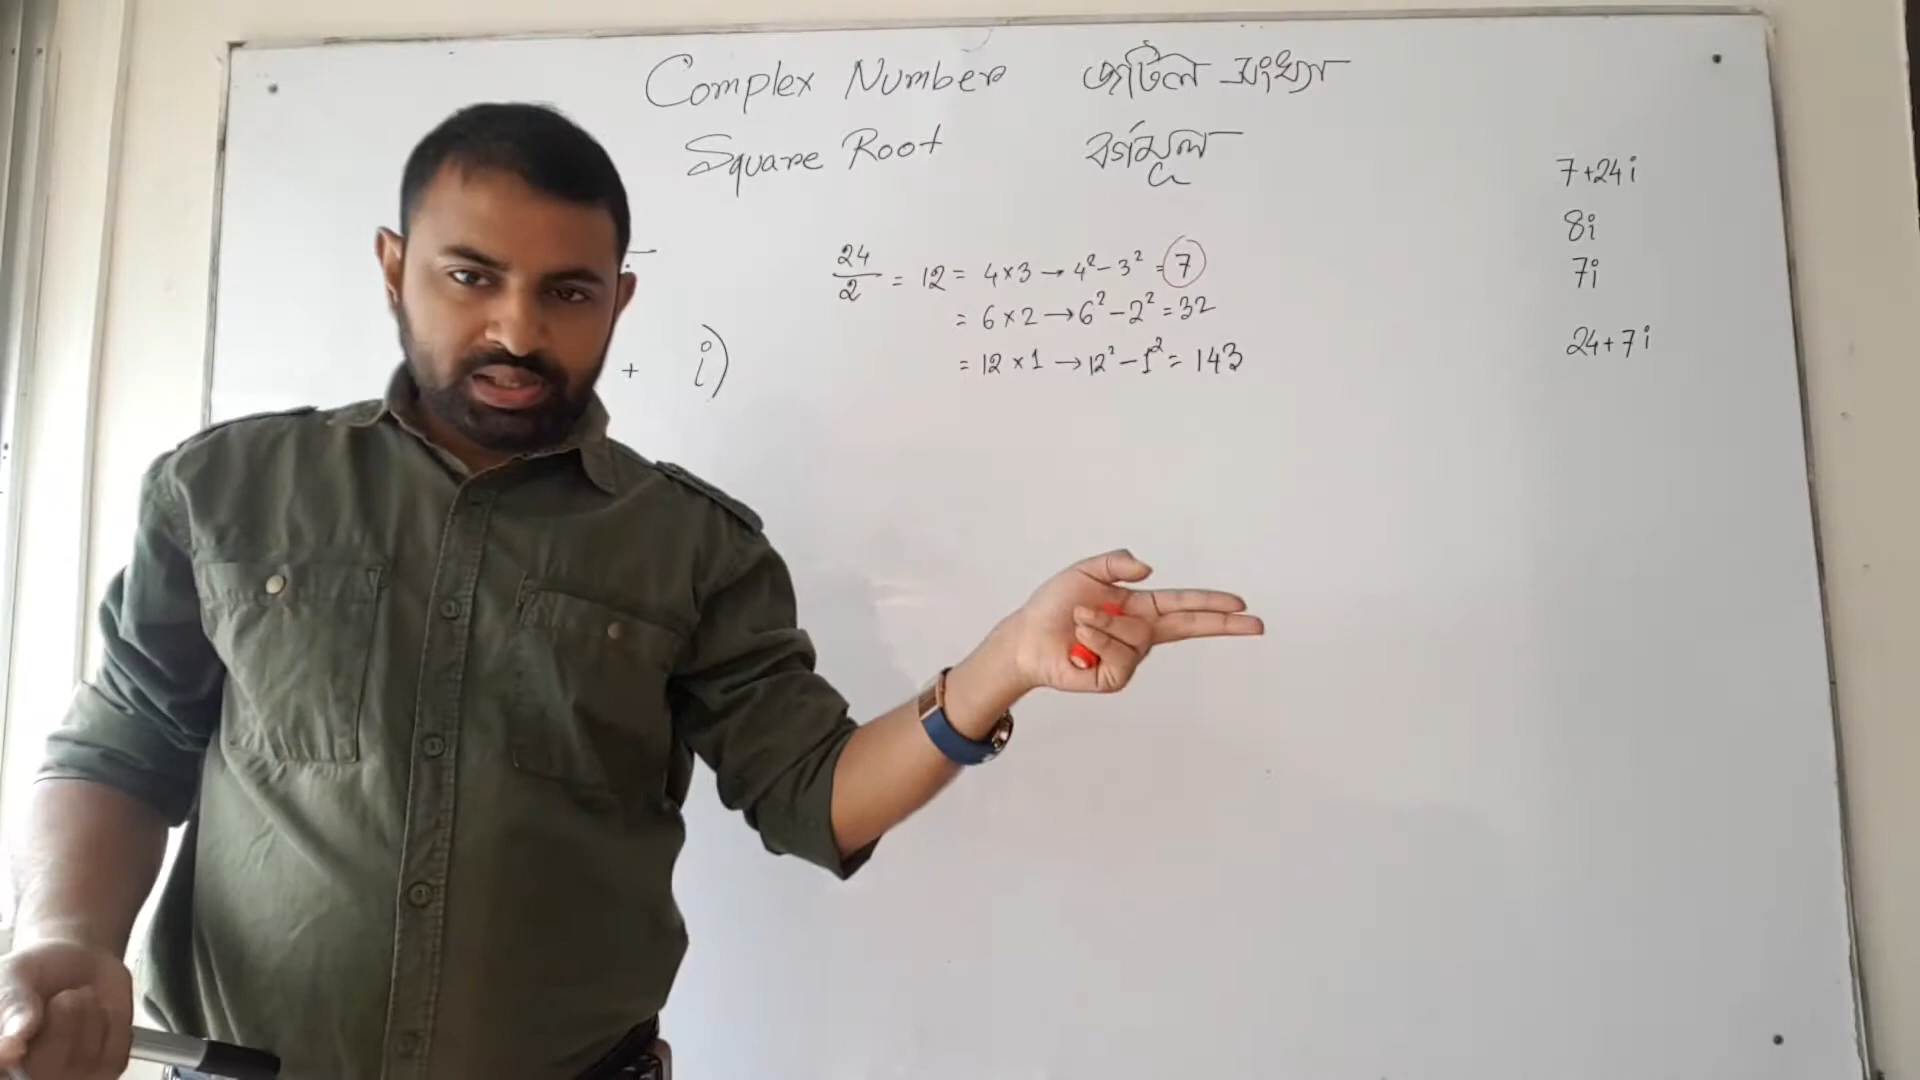 Complex Number জটিল সংখ্যা
Square Root বর্গমূল
24/2 = 12 = 4×3 → 4² − 3² = 7
= 6×2 → 6² − 2² = 32
= 12×1 → 12² − 1² = 143
+ i)
7+24i
8i
7i
24+7i